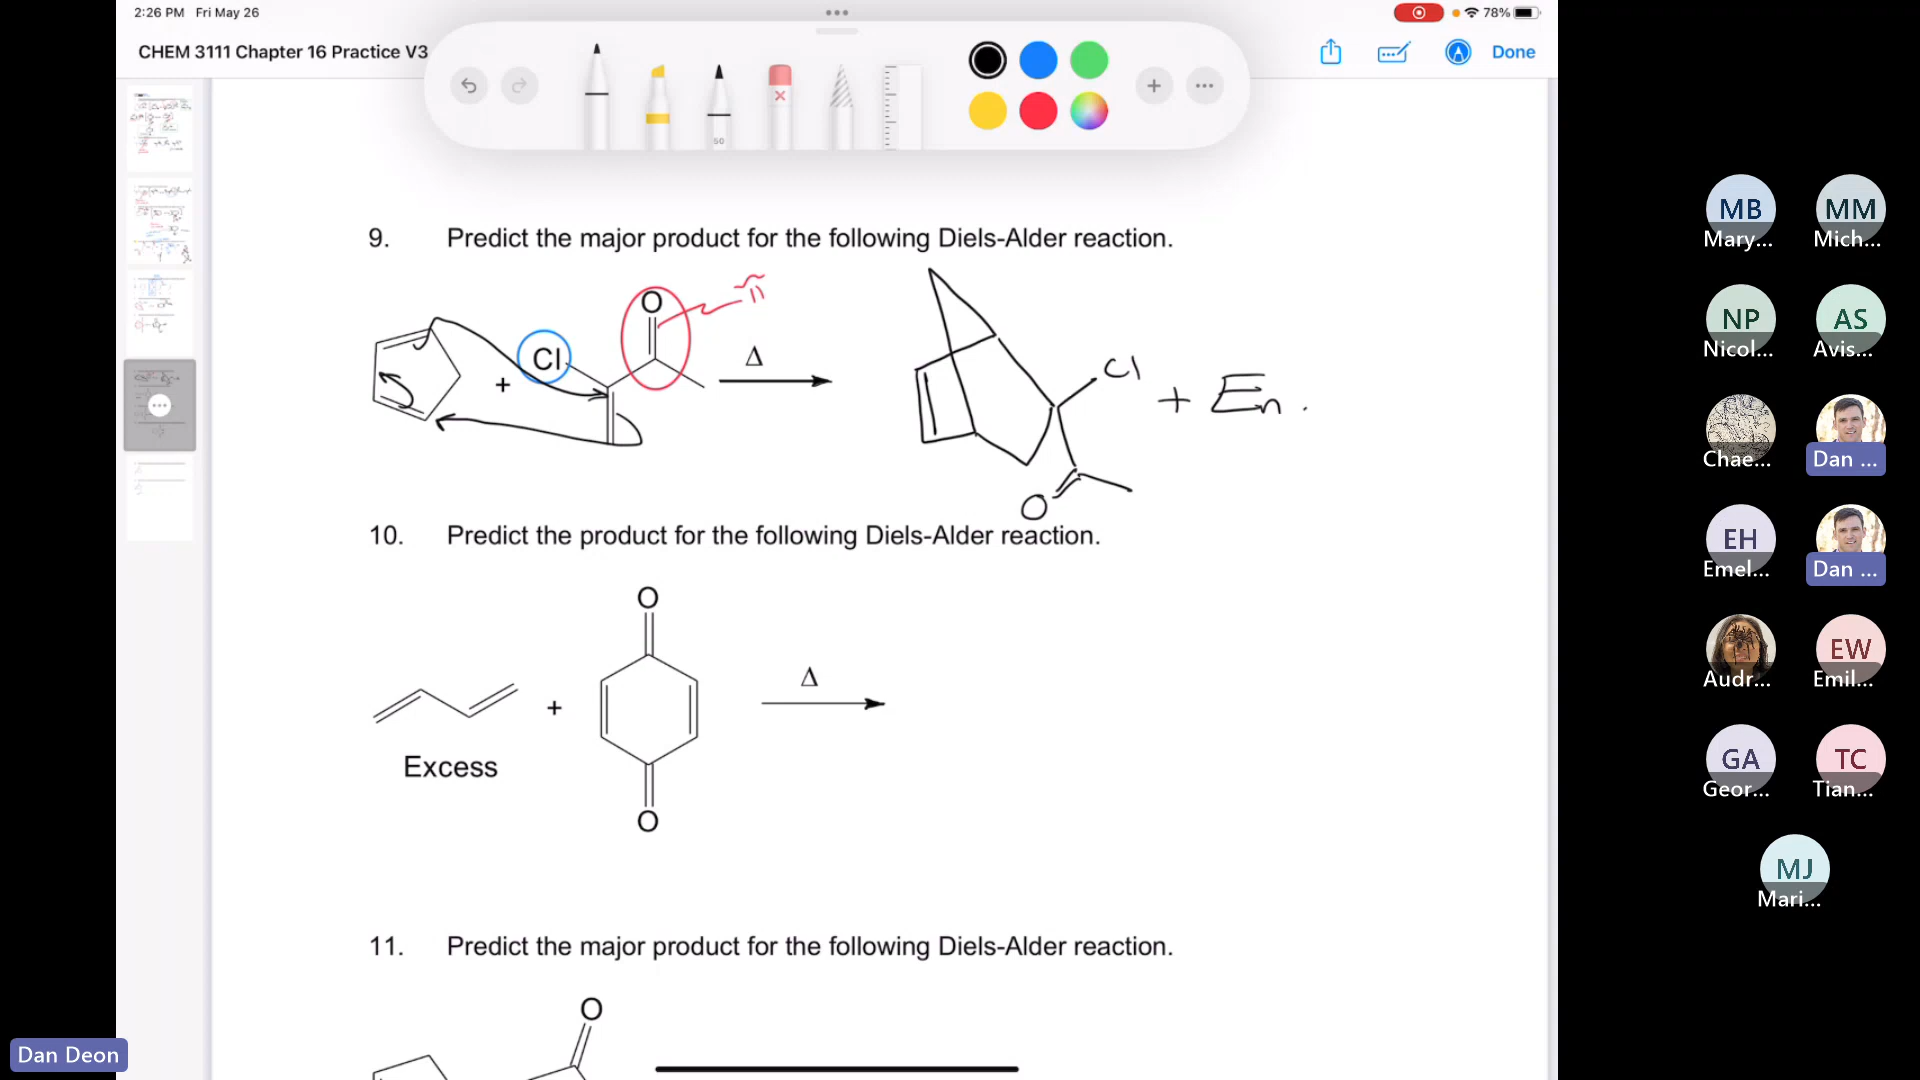 2:26 PM Fri May 26
78%
CHEM 3111 Chapter 16 Practice V3
50
Done
9. Predict the major product for the following Diels-Alder reaction.
O
π
Cl
+
Δ
Cl
+ En.
O
10. Predict the product for the following Diels-Alder reaction.
O
+
Δ
Excess
O
11. Predict the major product for the following Diels-Alder reaction.
O
MB
Mary...
MM
Mich...
NP
Nicol...
AS
Avis...
Chae...
Dan ...
EH
Emel...
Dan ...
Audr...
EW
Emil...
GA
Geor...
TC
Tian...
MJ
Mari...
Dan Deon